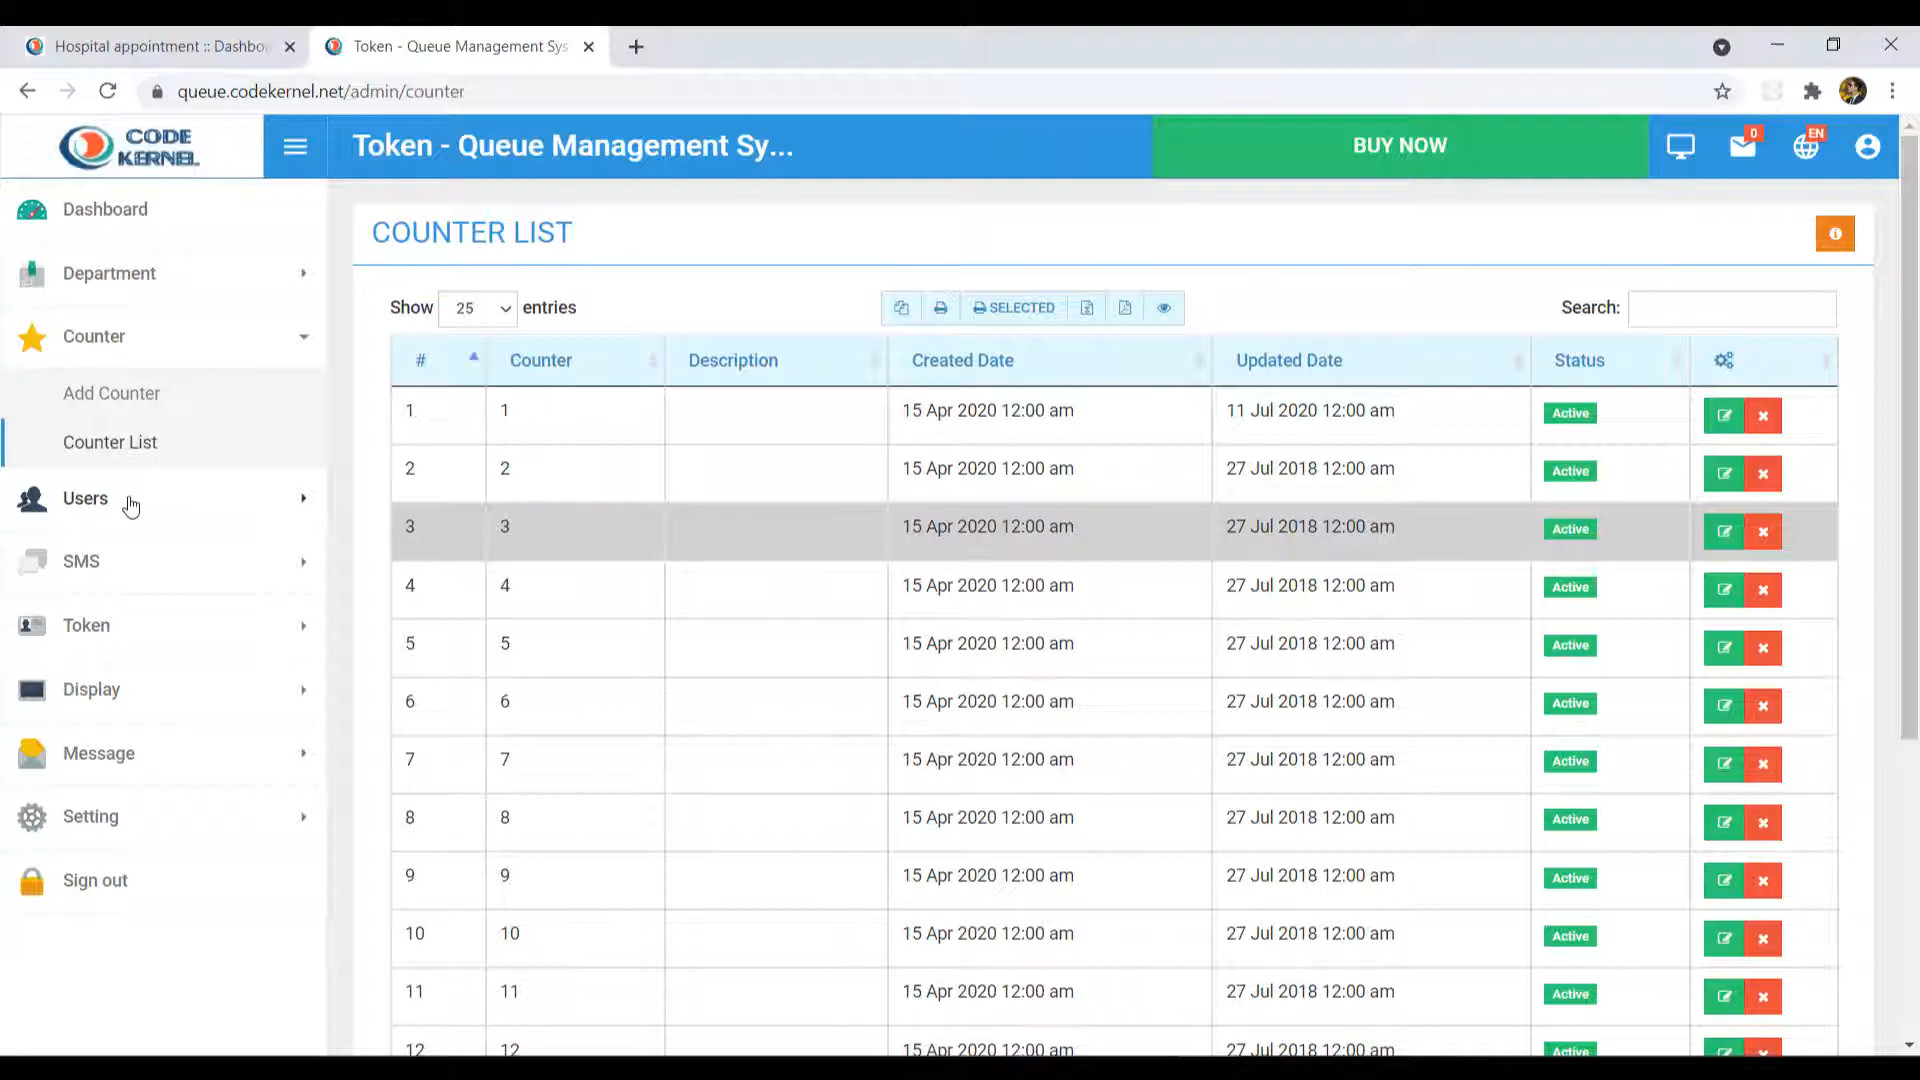 Hospital appointment :: Dashbo
Token - Queue Management Sys
queue.codekernel.net/admin/counter
CODE KERNEL
Token - Queue Management Sy...
BUY NOW
0
EN
Dashboard
Department
Counter
Add Counter
Counter List
Users
SMS
Token
Display
Message
Setting
Sign out
COUNTER LIST
Show 25 entries
SELECTED
Search:
# Counter Description Created Date Updated Date Status
1 1 15 Apr 2020 12:00 am 11 Jul 2020 12:00 am Active
2 2 15 Apr 2020 12:00 am 27 Jul 2018 12:00 am Active
3 3 15 Apr 2020 12:00 am 27 Jul 2018 12:00 am Active
4 4 15 Apr 2020 12:00 am 27 Jul 2018 12:00 am Active
5 5 15 Apr 2020 12:00 am 27 Jul 2018 12:00 am Active
6 6 15 Apr 2020 12:00 am 27 Jul 2018 12:00 am Active
7 7 15 Apr 2020 12:00 am 27 Jul 2018 12:00 am Active
8 8 15 Apr 2020 12:00 am 27 Jul 2018 12:00 am Active
9 9 15 Apr 2020 12:00 am 27 Jul 2018 12:00 am Active
10 10 15 Apr 2020 12:00 am 27 Jul 2018 12:00 am Active
11 11 15 Apr 2020 12:00 am 27 Jul 2018 12:00 am Active
12 12 15 Apr 2020 12:00 am 27 Jul 2018 12:00 am Active